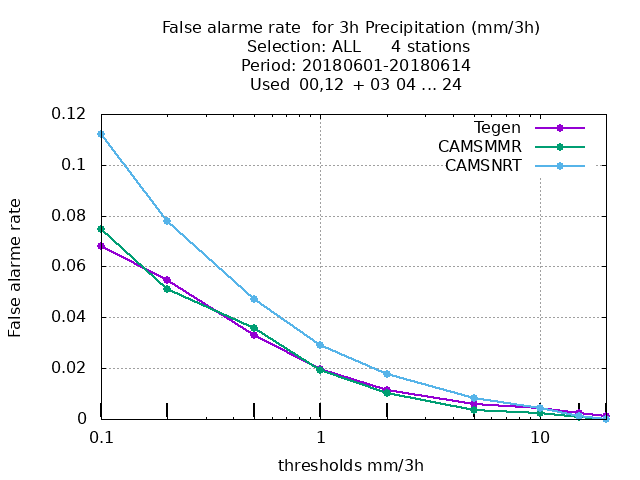 False alarme rate  for 3h Precipitation (mm/3h)
Selection: ALL      4 stations
Period: 20180601-20180614
Used  00,12  + 03 04 ... 24
0.12
0.1
0.08
0.06
0.04
0.02
0
False alarme rate
Tegen
CAMSMMR
CAMSNRT
0.1
1
10
thresholds mm/3h